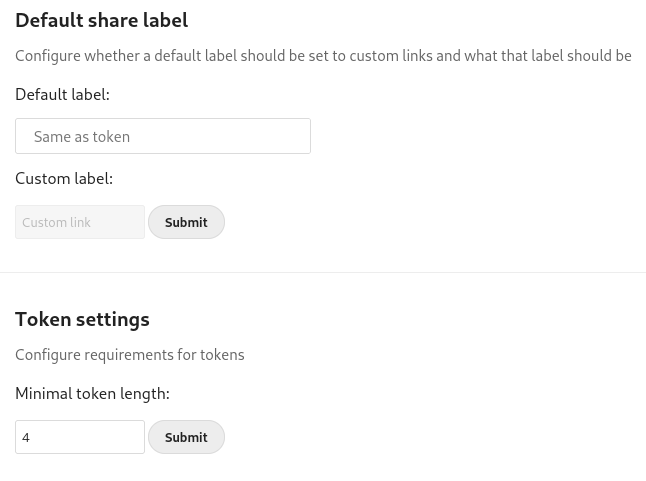 Default share label
Configure whether a default label should be set to custom links and what that label should be
Default label:
Same as token
Custom label:
Custom link
Submit
Token settings
Configure requirements for tokens
Minimal token length:
4
Submit